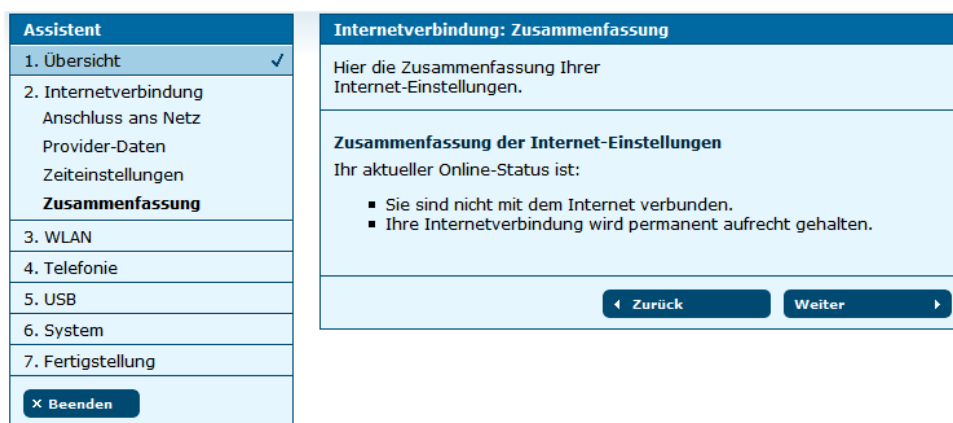 Assistent
1. Übersicht
2. Internetverbindung
Anschluss ans Netz
Provider-Daten
Zeiteinstellungen
Zusammenfassung
3. WLAN
4. Telefonie
5. USB
6. System
7. Fertigstellung
× Beenden
Internetverbindung: Zusammenfassung
Hier die Zusammenfassung Ihrer
Internet-Einstellungen.
Zusammenfassung der Internet-Einstellungen
Ihr aktueller Online-Status ist:
▪ Sie sind nicht mit dem Internet verbunden.
▪ Ihre Internetverbindung wird permanent aufrecht gehalten.
Zurück
Weiter